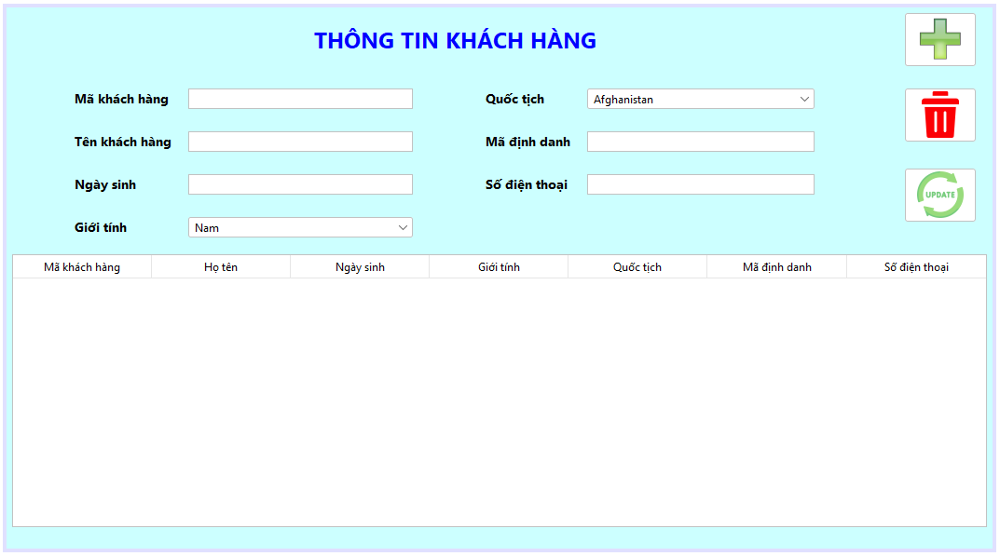 THÔNG TIN KHÁCH HÀNG
Mã khách hàng
Quốc tịch
Afghanistan
Tên khách hàng
Mã định danh
Ngày sinh
Số điện thoại
UPDATE
Giới tính
Nam
Mã khách hàng Họ tên Ngày sinh Giới tính Quốc tịch Mã định danh Số điện thoại